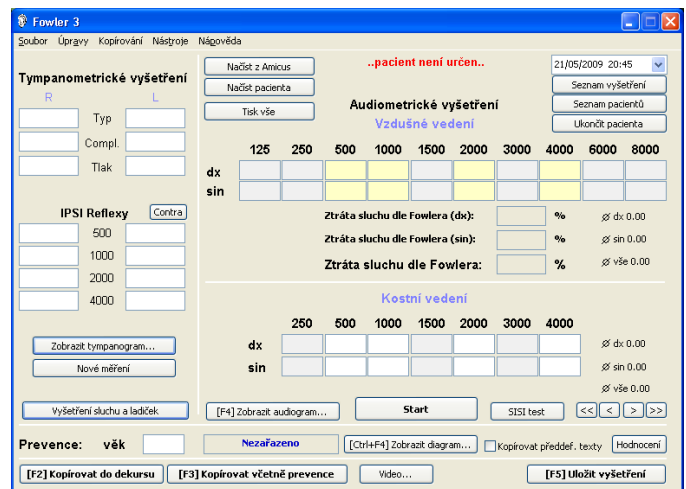 Fowler 3
Soubor Úpravy Kopírování Nástroje Nápověda
Tympanometrické vyšetření
R L
Typ
Compl.
Tlak
IPSI Reflexy Contra
500
1000
2000
4000
Zobrazit tympanogram...
Nové měření
Vyšetření sluchu a ladiček
Načíst z Amicus
Načíst pacienta
Tisk vše
..pacient není určen..
21/05/2009 20:45
Seznam vyšetření
Seznam pacientů
Ukončit pacienta
Audiometrické vyšetření
Vzdušné vedení
125 250 500 1000 1500 2000 3000 4000 6000 8000
dx
sin
Ztráta sluchu dle Fowlera (dx): % ∅ dx 0.00
Ztráta sluchu dle Fowlera (sin): % ∅ sin 0.00
Ztráta sluchu dle Fowlera: % ∅ vše 0.00
Kostní vedení
250 500 1000 1500 2000 3000 4000
dx ∅ dx 0.00
sin ∅ sin 0.00
∅ vše 0.00
[F4] Zobrazit audiogram... Start SISI test << < > >>
Prevence: věk Nezařazeno [Ctrl+F4] Zobrazit diagram... Kopírovat předdef. texty Hodnocení
[F2] Kopírovat do dekursu [F3] Kopírovat včetně prevence Video... [F5] Uložit vyšetření